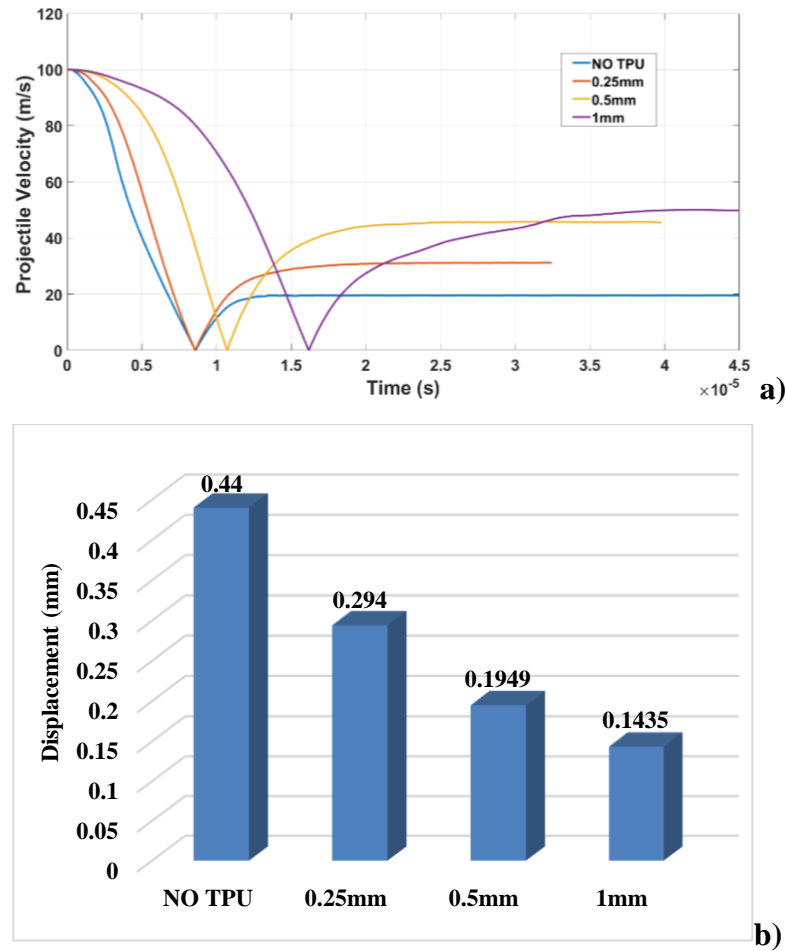 120
100
80
60
40
20
0
Projectile Velocity (m/s)
NO TPU
0.25mm
0.5mm
1mm
0 0.5 1 1.5 2 2.5 3 3.5 4 4.5
Time (s)
×10⁻⁵
a)
0.45
0.4
0.35
0.3
0.25
0.2
0.15
0.1
0.05
0
Displacement (mm)
0.44
0.294
0.1949
0.1435
NO TPU 0.25mm 0.5mm 1mm
b)